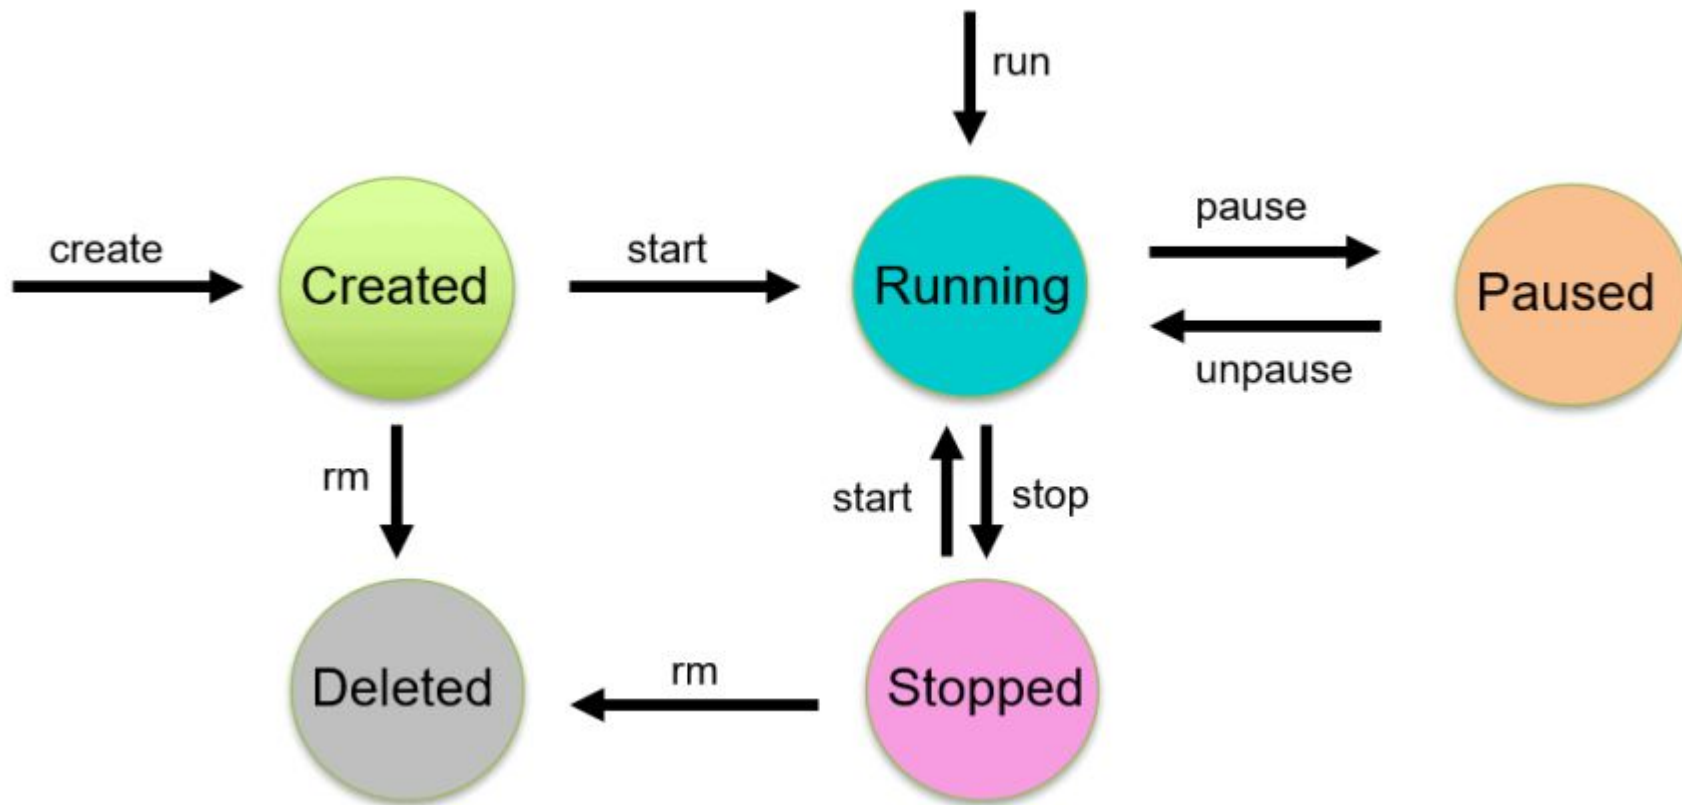 run
create
start
pause
Created
Running
Paused
unpause
rm
start
stop
Deleted
rm
Stopped